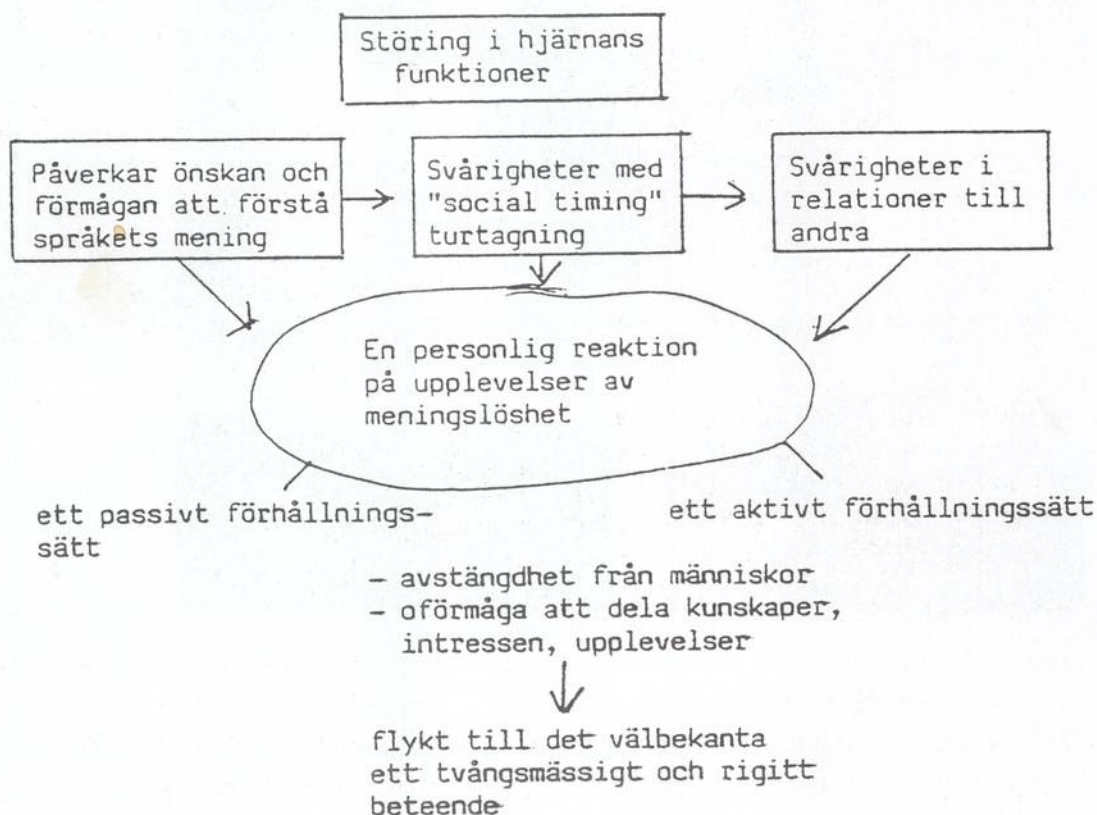 Störing i hjärnans
funktioner
Påverkar önskan och
förmågan att förstå
språkets mening
Svårigheter med
"social timing"
turtagning
Svårigheter i
relationer till
andra
En personlig reaktion
på upplevelser av
meningslöshet
ett passivt förhållnings-
sätt
ett aktivt förhållningssätt
- avstängdhet från människor
- oförmåga att dela kunskaper,
intressen, upplevelser
flykt till det välbekanta
ett tvångsmässigt och rigitt
beteende